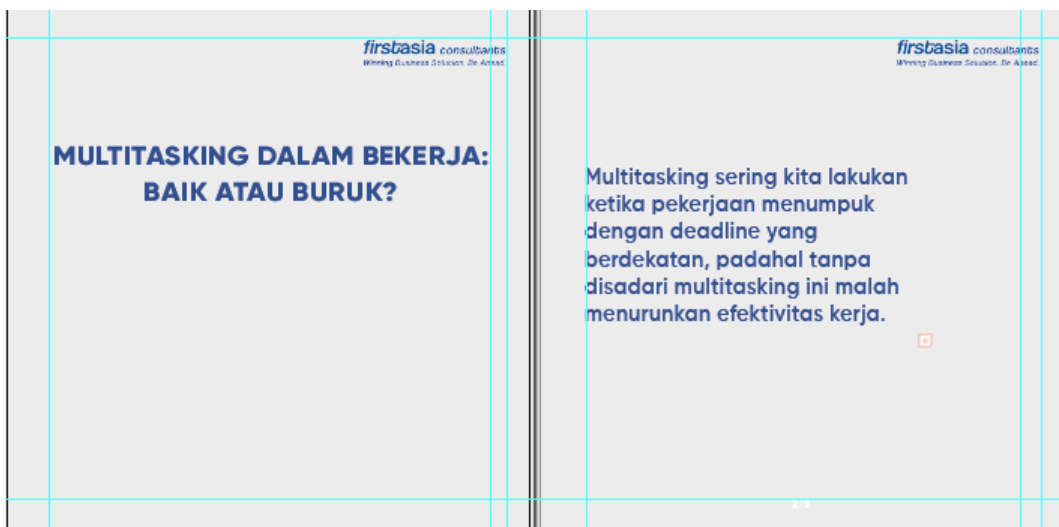 firstasia consultants
Winning Business Solution. Be Ahead.
MULTITASKING DALAM BEKERJA:
BAIK ATAU BURUK?
firstasia consultants
Winning Business Solution. Be Ahead.
Multitasking sering kita lakukan
ketika pekerjaan menumpuk
dengan deadline yang
berdekatan, padahal tanpa
disadari multitasking ini malah
menurunkan efektivitas kerja.